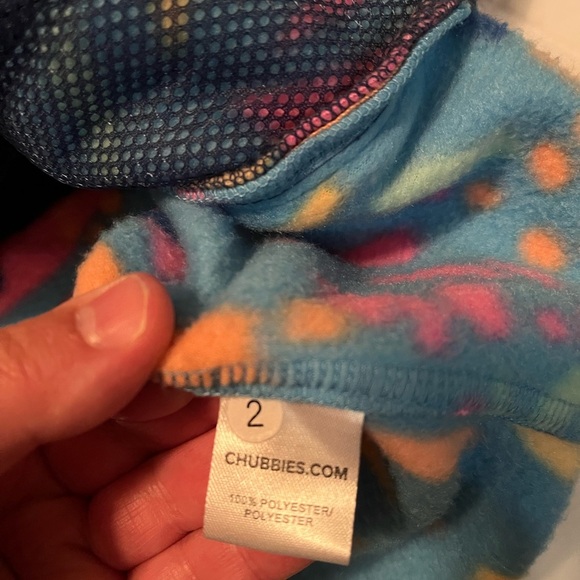 2
CHUBBIES.COM
100% POLYESTER/
POLYESTER